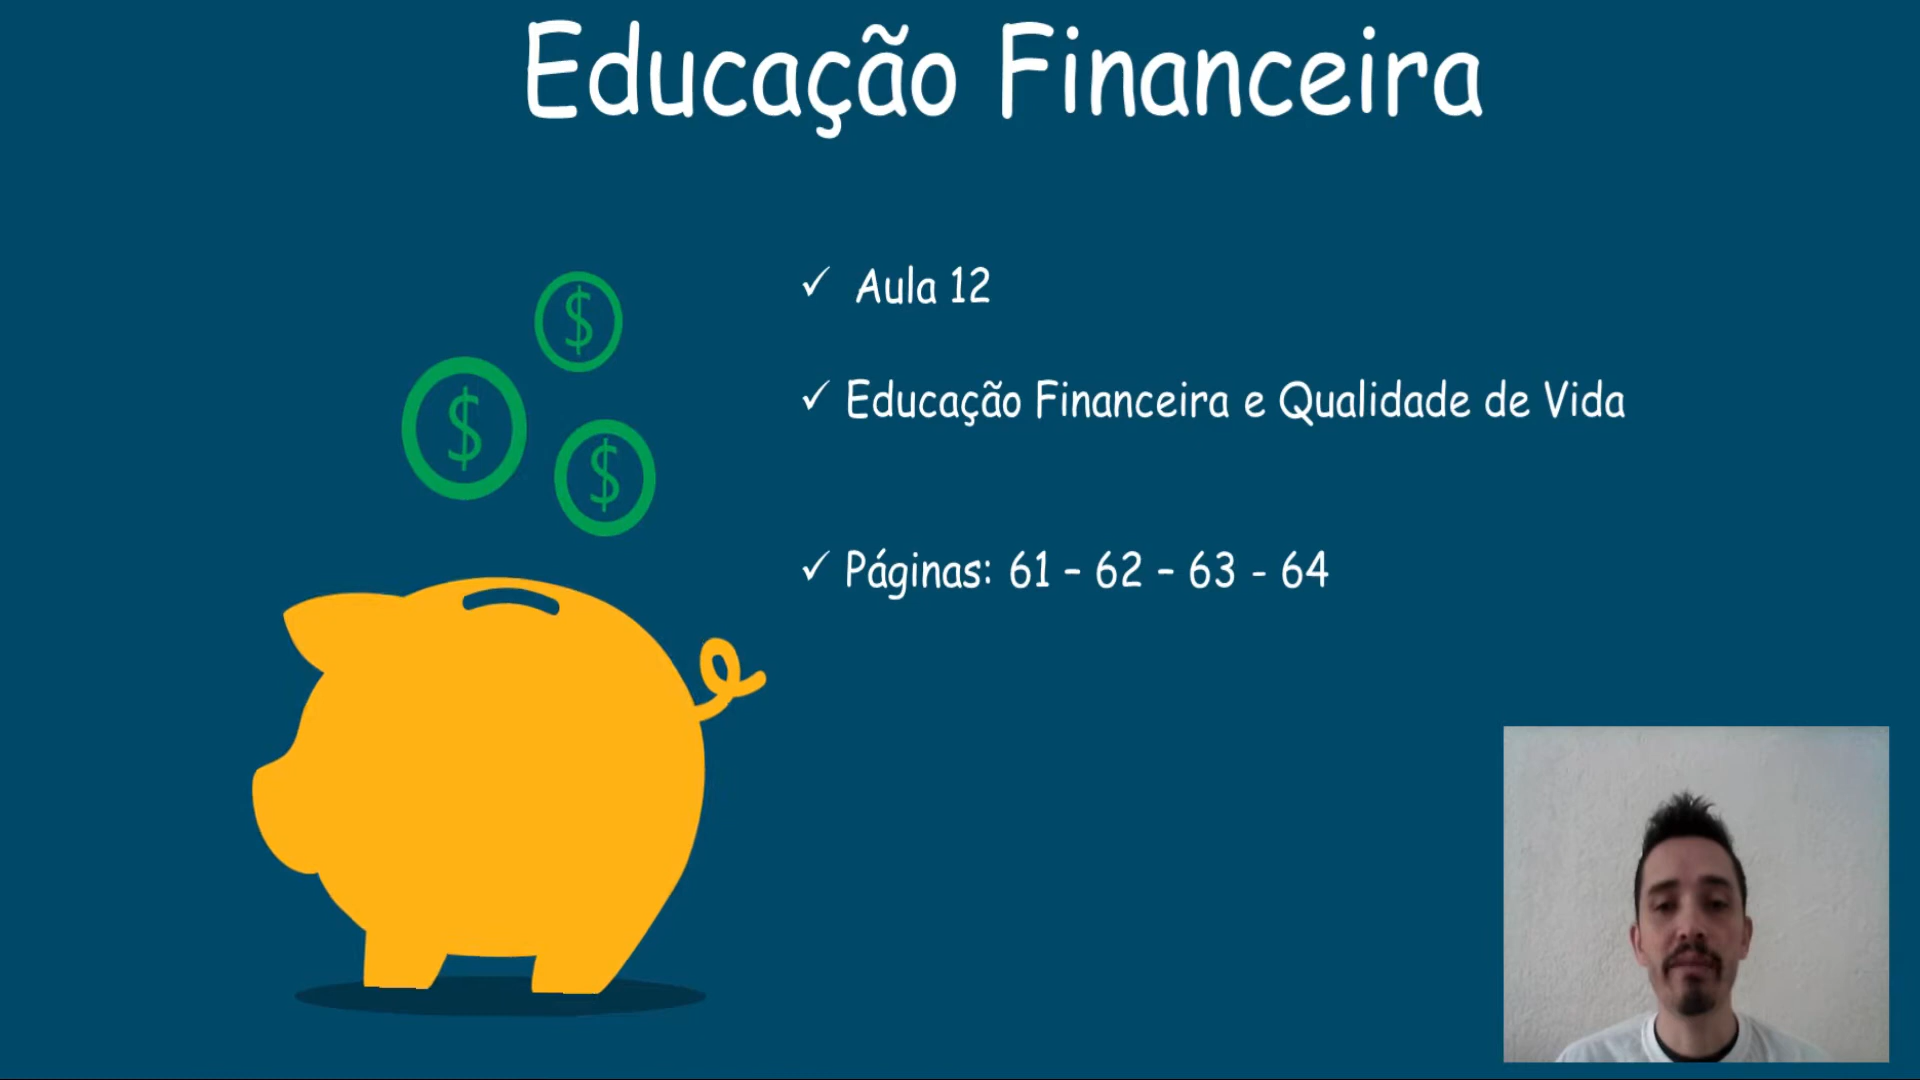 Educação Financeira
$
$
$
✓ Aula 12
✓ Educação Financeira e Qualidade de Vida
✓ Páginas: 61 – 62 – 63 - 64